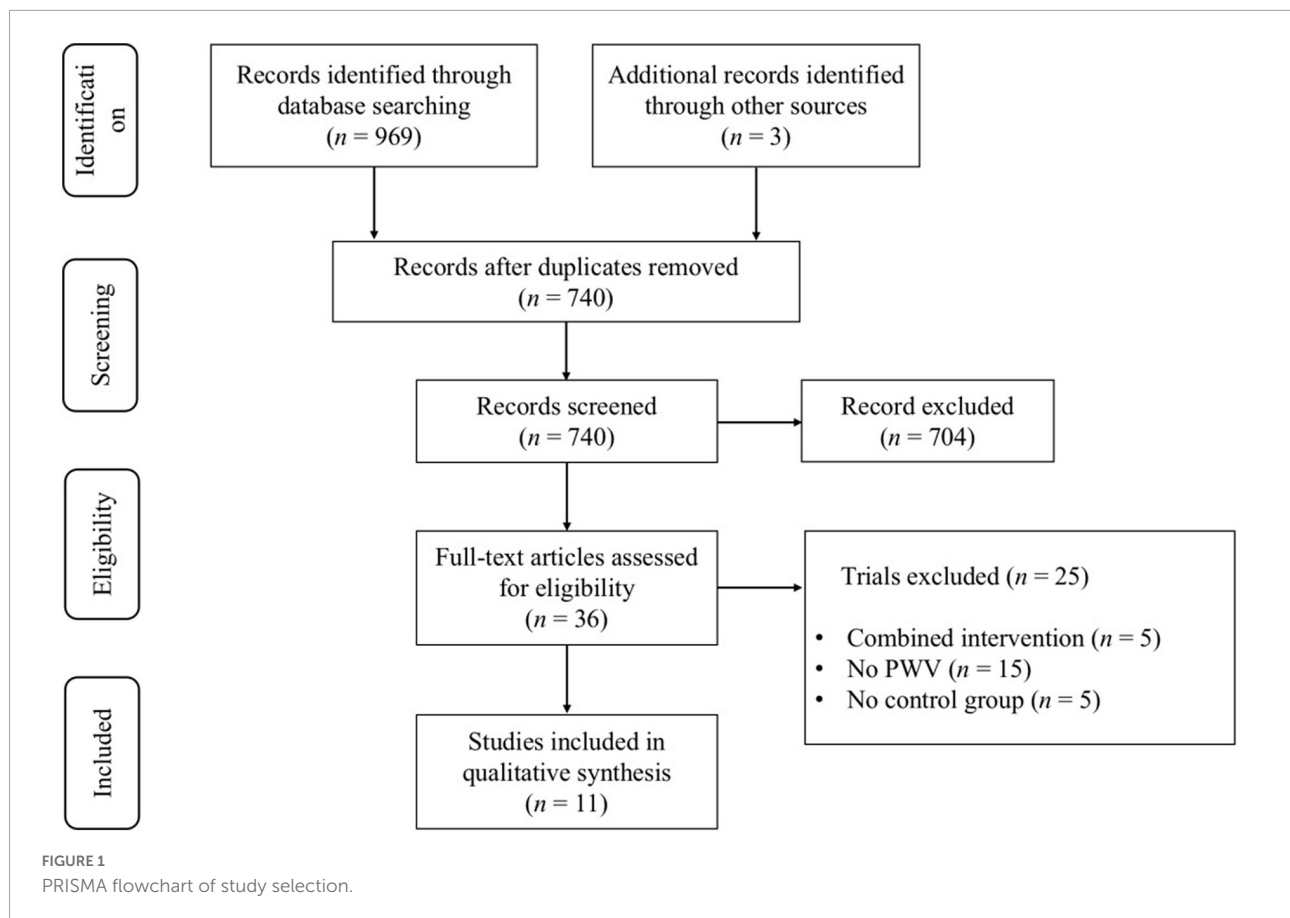 Identificati
on
Records identified through
database searching
(n = 969)
Additional records identified
through other sources
(n = 3)
Screening
Records after duplicates removed
(n = 740)
Records screened
(n = 740)
Record excluded
(n = 704)
Eligibility
Full-text articles assessed
for eligibility
(n = 36)
Trials excluded (n = 25)
• Combined intervention (n = 5)
• No PWV (n = 15)
• No control group (n = 5)
Included
Studies included in
qualitative synthesis
(n = 11)
FIGURE 1
PRISMA flowchart of study selection.